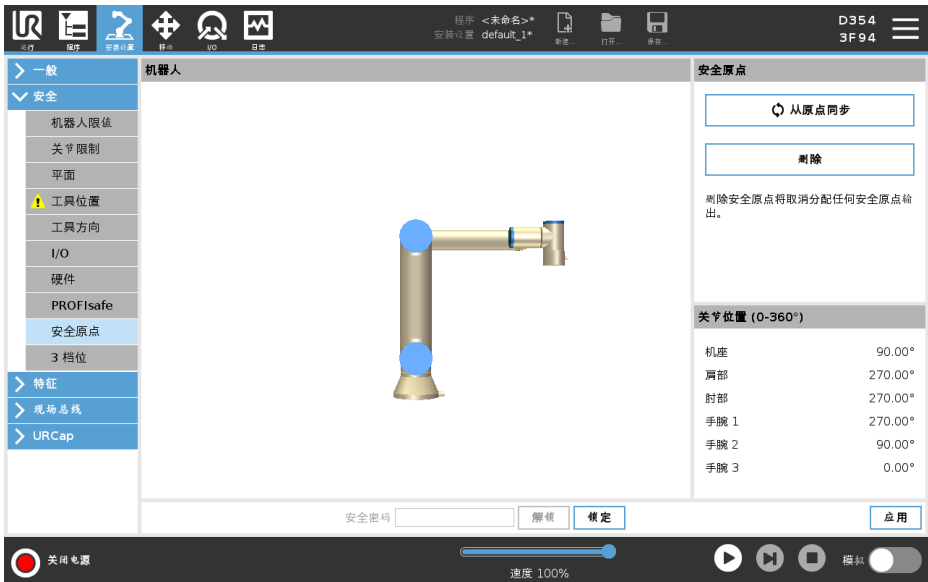 UR
运行
程序
安装设置
移动
I/O
日志
程序 <未命名>*
安装设置 default_1*
新建...
打开...
保存...
D354
3F94
一般
安全
机器人限值
关节限制
平面
工具位置
工具方向
I/O
硬件
PROFIsafe
安全原点
3 档位
特征
现场总线
URCap
机器人
安全原点
从原点同步
删除
删除安全原点将取消分配任何安全原点输
出。
关节位置 (0-360°)
机座 90.00°
肩部 270.00°
肘部 270.00°
手腕 1 270.00°
手腕 2 90.00°
手腕 3 0.00°
安全密码
解锁
锁定
应用
关闭电源
速度 100%
模拟